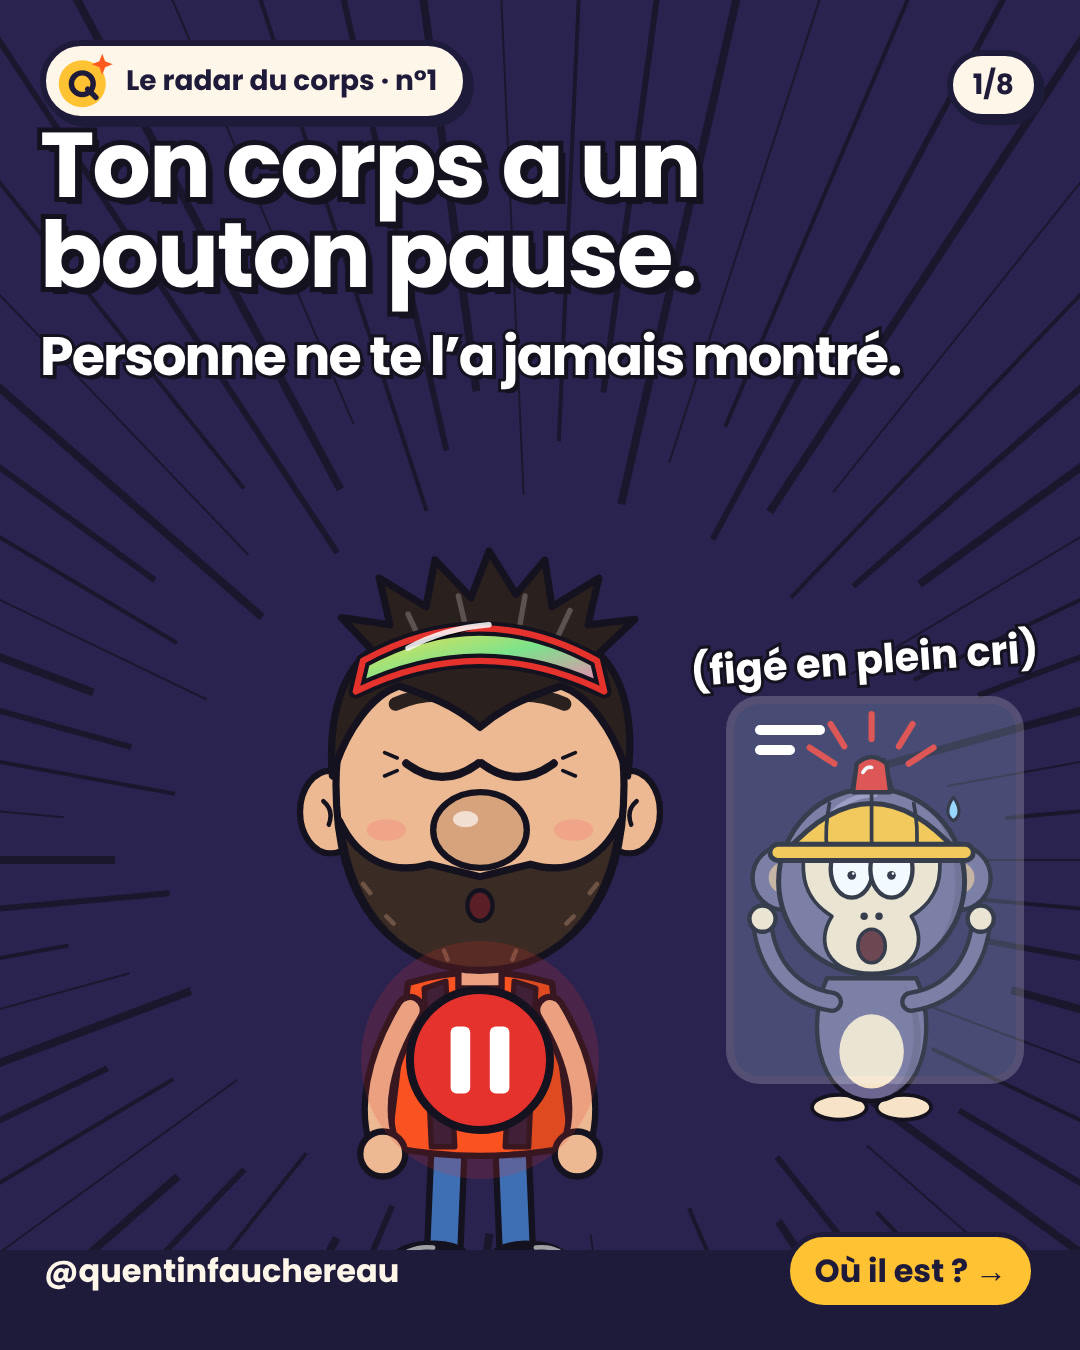 Q Le radar du corps · nº1
1/8
Ton corps a un
bouton pause.
Personne ne te l’a jamais montré.
(figé en plein cri)
@quentinfauchereau
Où il est ? →